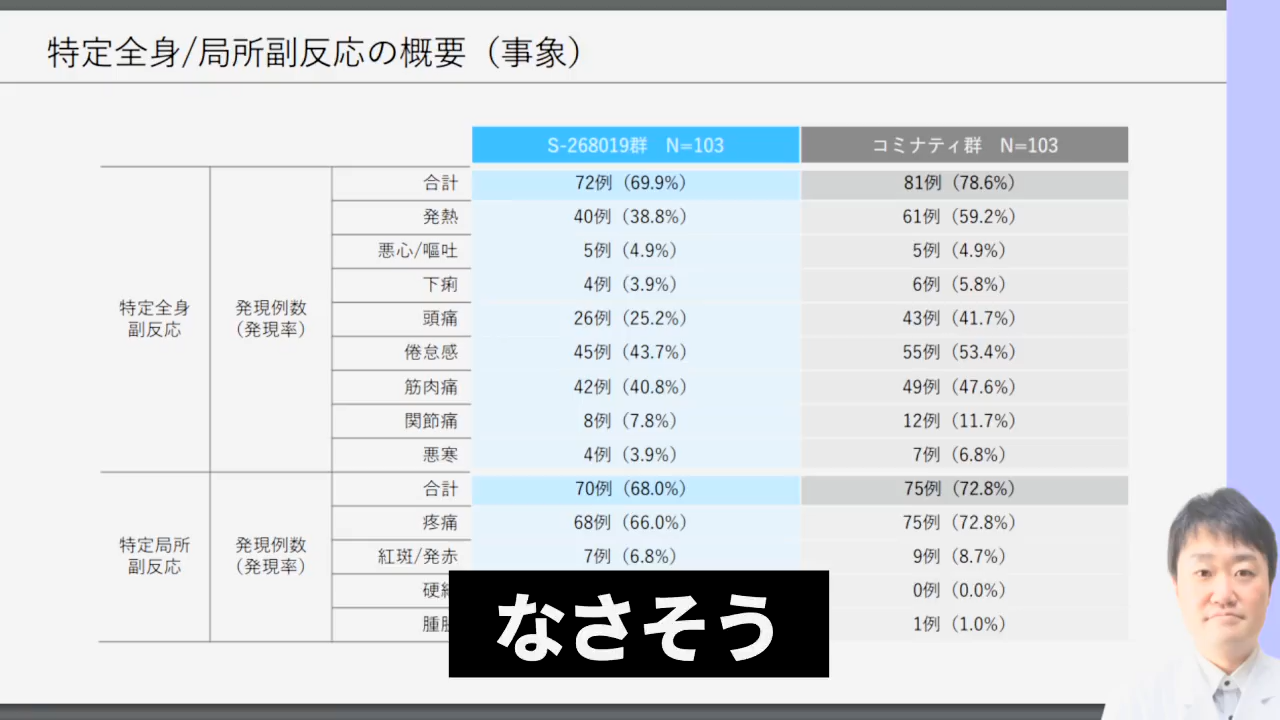 特定全身/局所副反応の概要（事象）
S-268019群 N=103 コミナティ群 N=103
特定全身副反応 発現例数（発現率）
合計 72例（69.9%） 81例（78.6%）
発熱 40例（38.8%） 61例（59.2%）
悪心/嘔吐 5例（4.9%） 5例（4.9%）
下痢 4例（3.9%） 6例（5.8%）
頭痛 26例（25.2%） 43例（41.7%）
倦怠感 45例（43.7%） 55例（53.4%）
筋肉痛 42例（40.8%） 49例（47.6%）
関節痛 8例（7.8%） 12例（11.7%）
悪寒 4例（3.9%） 7例（6.8%）
特定局所副反応 発現例数（発現率）
合計 70例（68.0%） 75例（72.8%）
疼痛 68例（66.0%） 75例（72.8%）
紅斑/発赤 7例（6.8%） 9例（8.7%）
硬 0例（0.0%）
腫 1例（1.0%）
なさそう